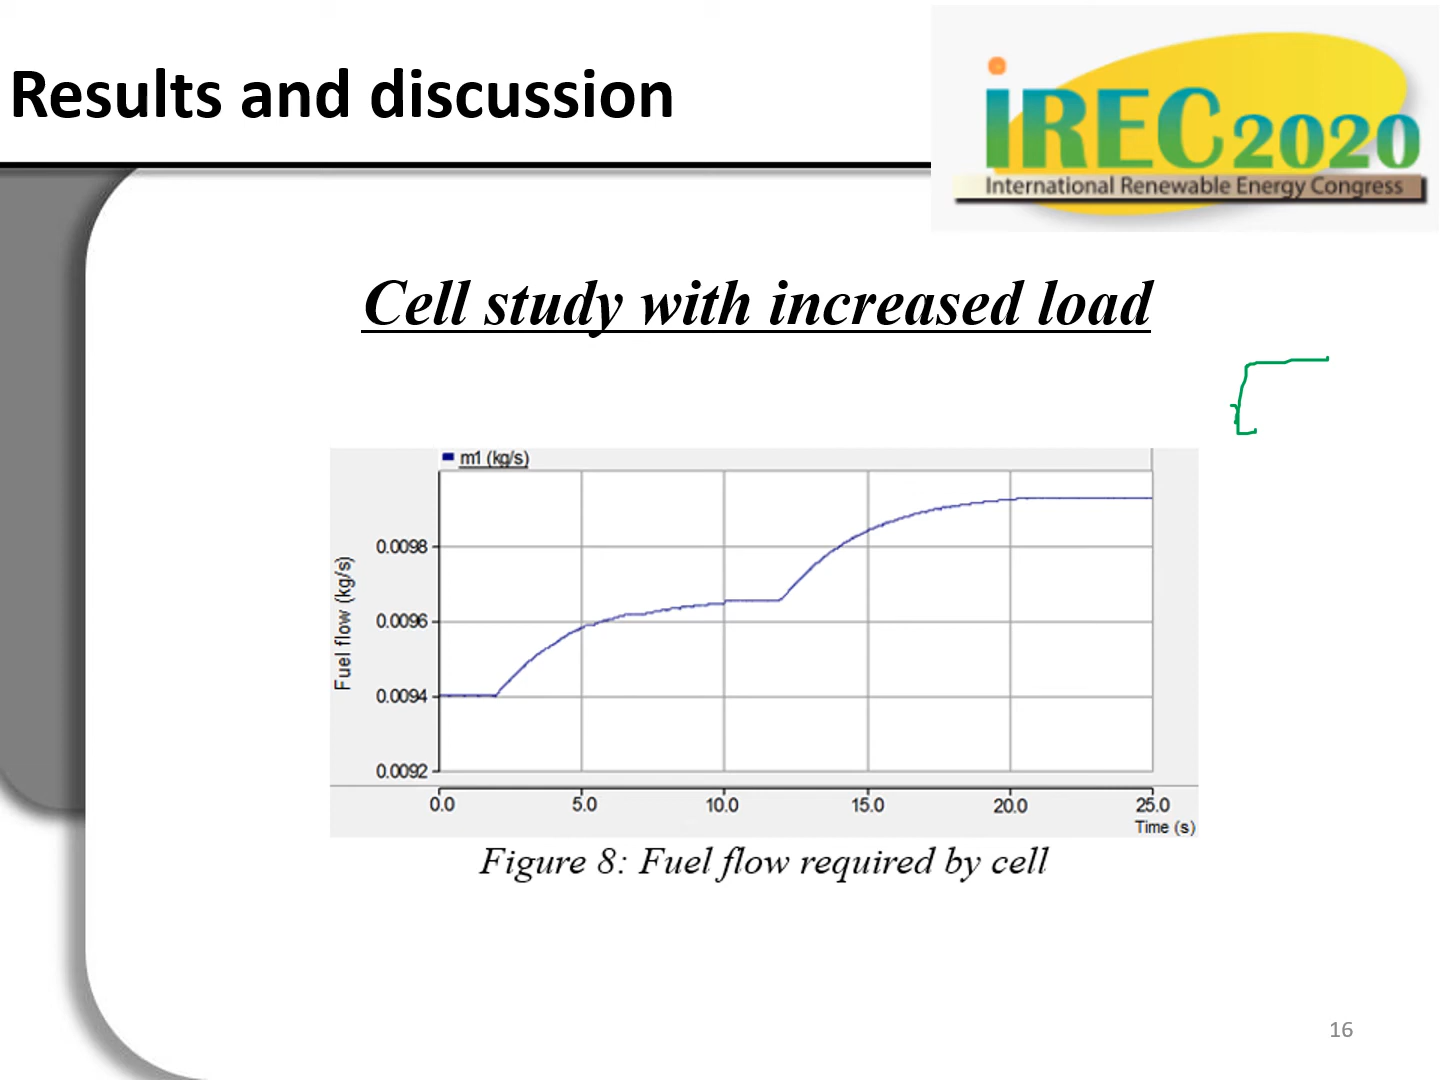 Results and discussion
iREC2020
International Renewable Energy Congress
Cell study with increased load
m1 (kg/s)
Fuel flow (kg/s)
0.0098
0.0096
0.0094
0.0092
0.0 5.0 10.0 15.0 20.0 25.0
Time (s)
Figure 8: Fuel flow required by cell
16